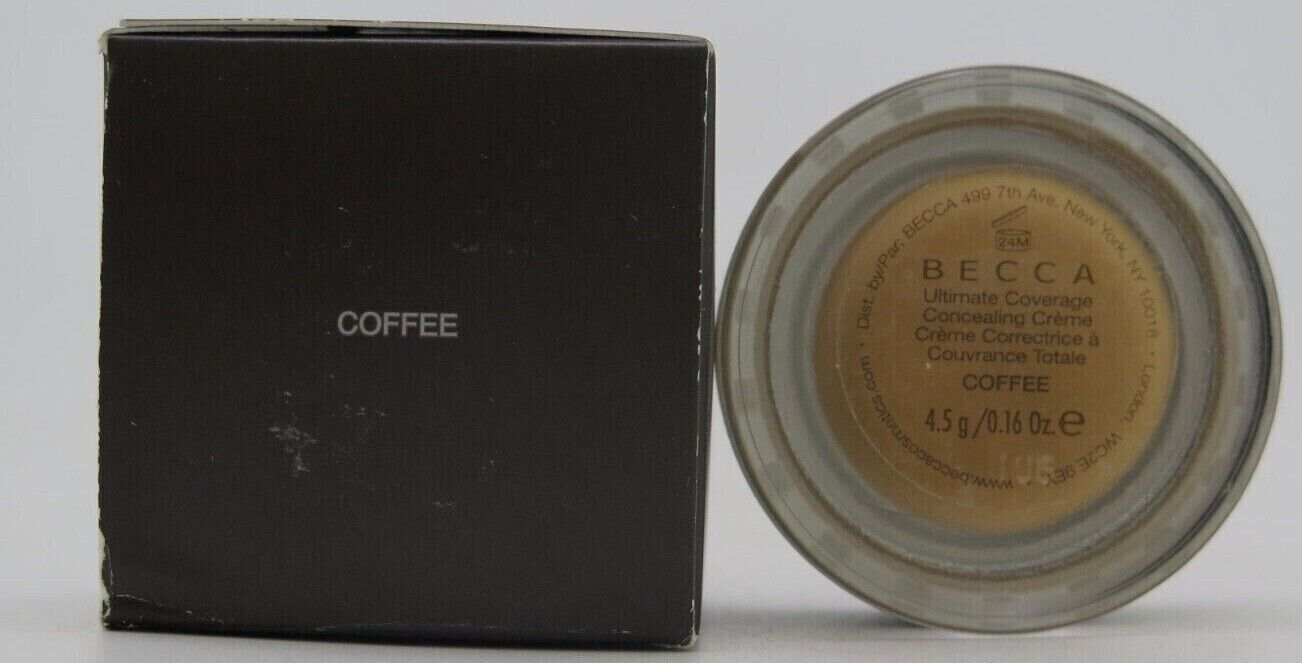 COFFEE
Dist. by/Par: BECCA 499 7th Ave. New York, NY 10018 • London, WC2E 9EY • www.beccacosmetics.com •
24M
BECCA
Ultimate Coverage
Concealing Crème
Crème Correctrice à
Couvrance Totale
COFFEE
4.5 g/0.16 Oz. e